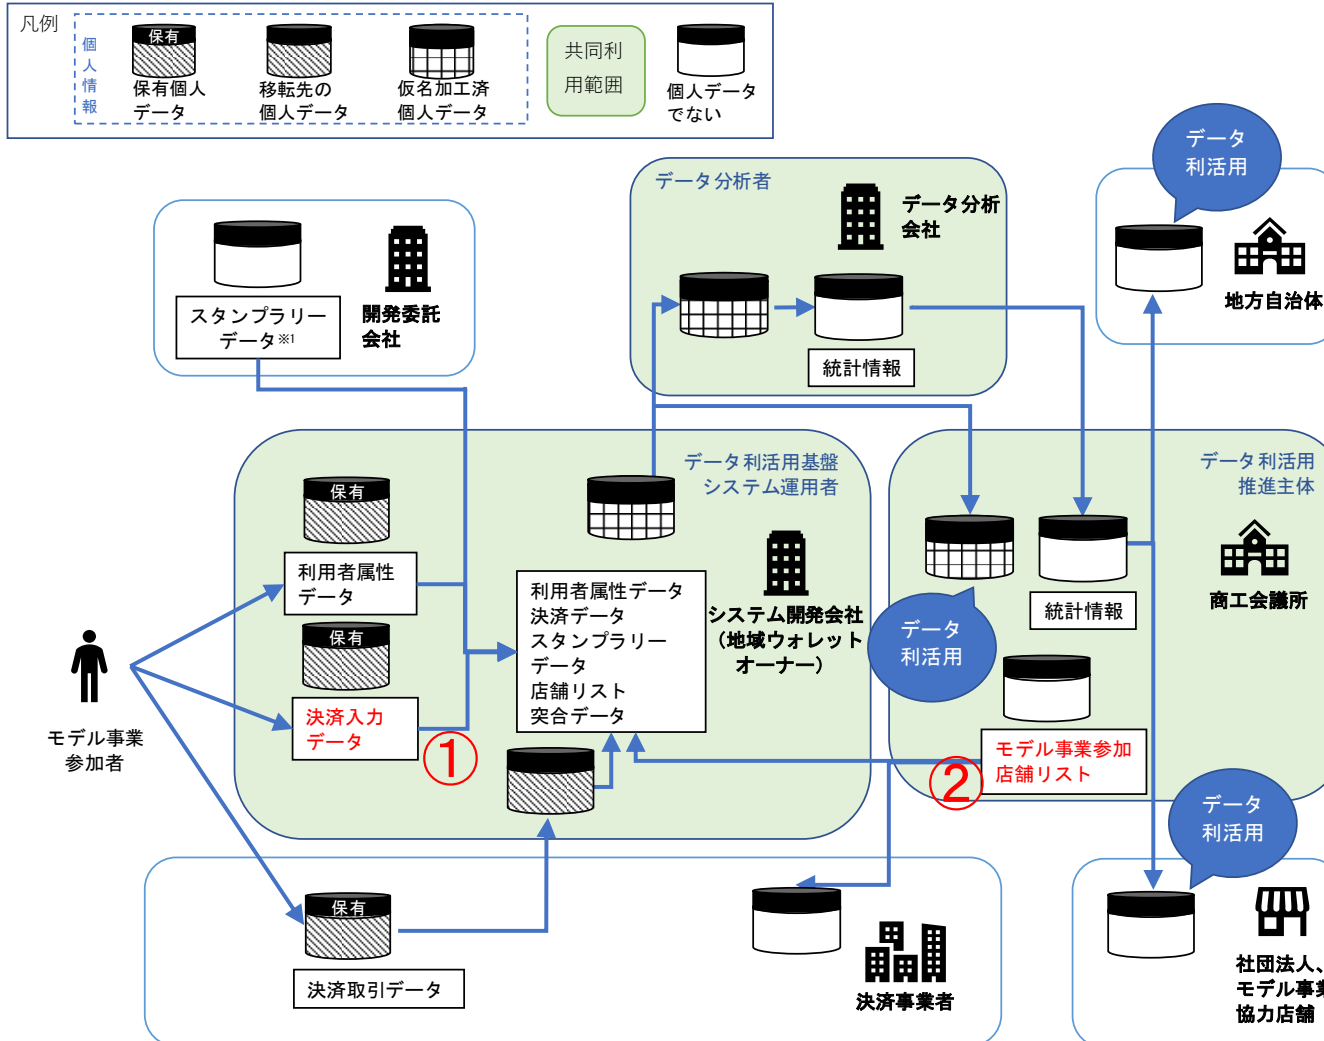 凡例
個
人
情
報
保有
保有個人
データ
移転先の
個人データ
仮名加工済
個人データ
共同利
用範囲
個人データ
でない
データ
利活用
データ分析者
データ分析
会社
地方自治体
スタンプラリー
データ※1
開発委託
会社
統計情報
データ利活用基盤
システム運用者
データ利活用
推進主体
保有
利用者属性
データ
利用者属性データ
決済データ
スタンプラリー
データ
店舗リスト
突合データ
システム開発会社
（地域ウォレット
オーナー）
データ
利活用
統計情報
商工会議所
保有
決済入力
データ
①
モデル事業
参加者
モデル事業参加
店舗リスト
②
データ
利活用
保有
決済取引データ
決済事業者
社団法人、
モデル事業
協力店舗